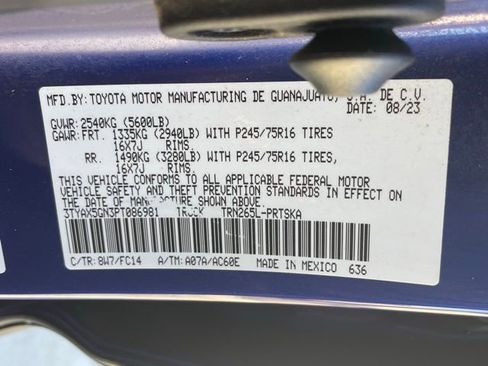 MFD.BY: TOYOTA MOTOR MANUFACTURING DE GUANAJUATO, S.A. DE C.V.
DATE: 08/23
GVWR: 2540KG (5600LB)
GAWR: FRT. 1335KG (2940LB) WITH P245/75R16 TIRES
16X7J RIMS.
RR. 1490KG (3280LB) WITH P245/75R16 TIRES,
16X7J RIMS.
THIS VEHICLE CONFORMS TO ALL APPLICABLE FEDERAL MOTOR
VEHICLE SAFETY AND THEFT PREVENTION STANDARDS IN EFFECT ON
THE DATE OF MANUFACTURE SHOWN ABOVE.
3TYAX5GN3PT086981 TRUCK TRN265L-PRTSKA
C/TR: 8W7/FC14 A/TM: A07A/AC60E MADE IN MEXICO 636